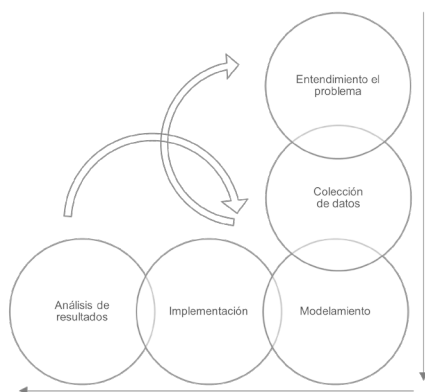 Entendimiento el
problema
Colección
de datos
Análisis de
resultados
Implementación
Modelamiento